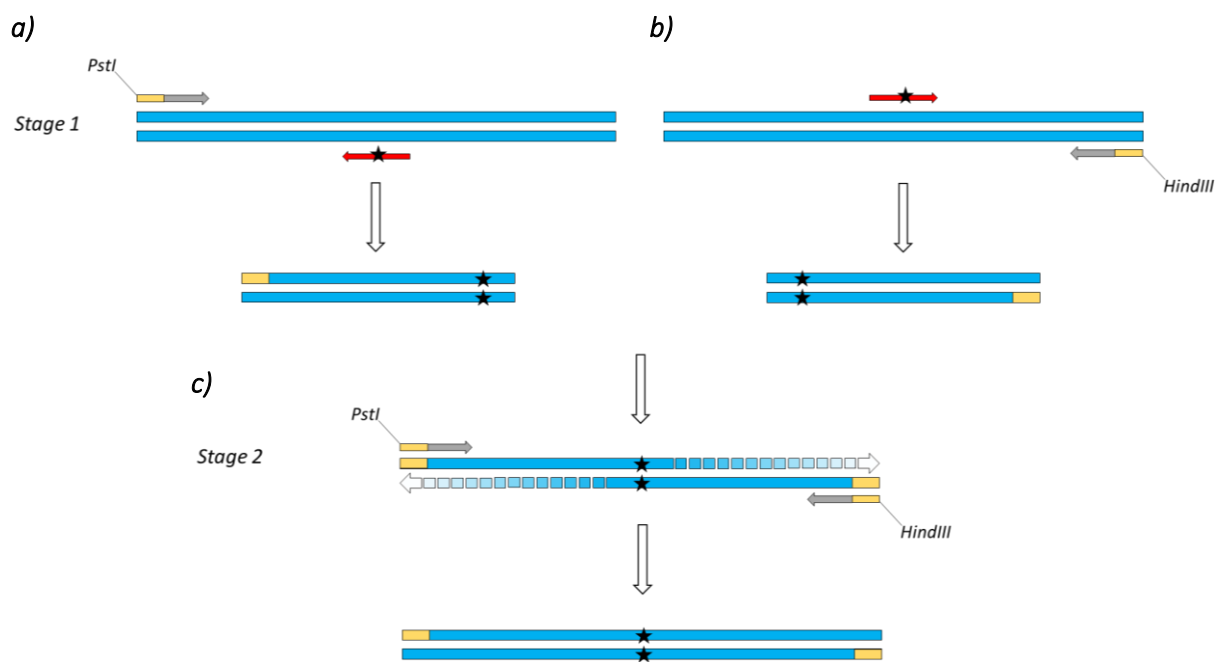 a)
b)
PstI
Stage 1
HindIII
c)
PstI
Stage 2
HindIII